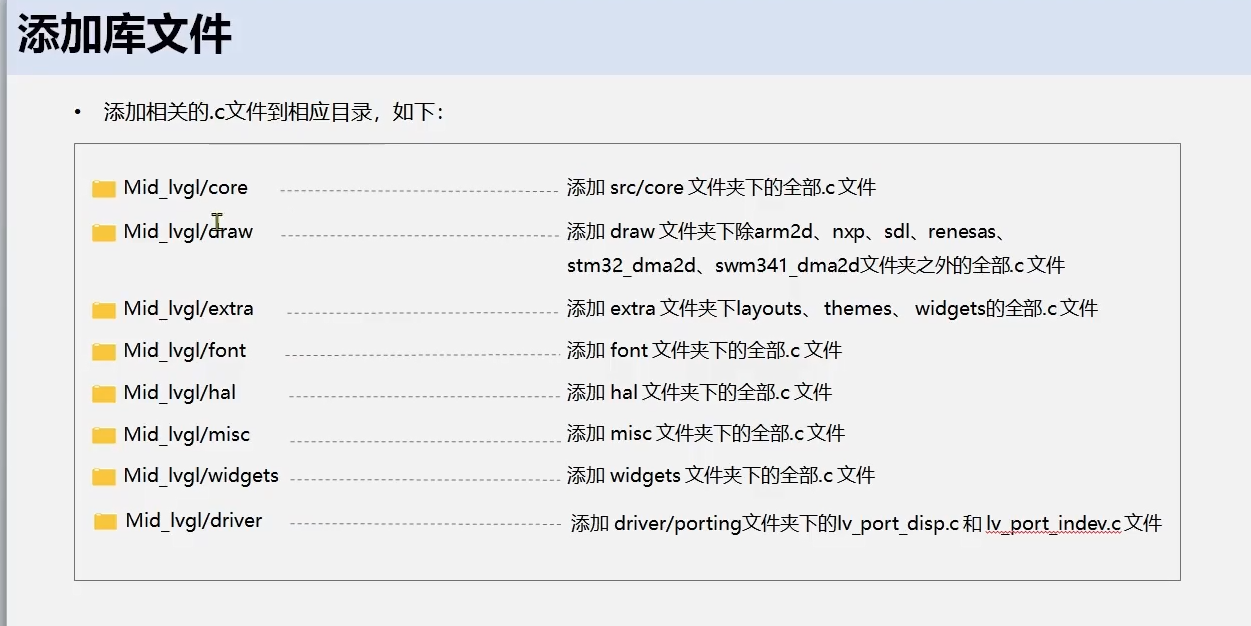 添加库文件
• 添加相关的.c文件到相应目录，如下：
Mid_lvgl/core 添加 src/core 文件夹下的全部.c 文件
Mid_lvgl/draw 添加 draw 文件夹下除arm2d、nxp、sdl、renesas、
stm32_dma2d、swm341_dma2d文件夹之外的全部.c 文件
Mid_lvgl/extra 添加 extra 文件夹下layouts、 themes、 widgets的全部.c 文件
Mid_lvgl/font 添加 font 文件夹下的全部.c 文件
Mid_lvgl/hal 添加 hal 文件夹下的全部.c 文件
Mid_lvgl/misc 添加 misc 文件夹下的全部.c 文件
Mid_lvgl/widgets 添加 widgets 文件夹下的全部.c 文件
Mid_lvgl/driver 添加 driver/porting文件夹下的lv_port_disp.c 和 lv_port_indev.c 文件